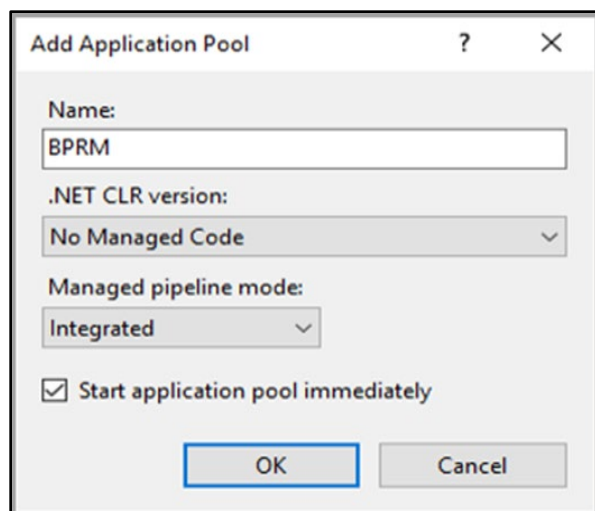 Add Application Pool ?
Name:
BPRM
.NET CLR version:
No Managed Code
Managed pipeline mode:
Integrated
Start application pool immediately
OK Cancel